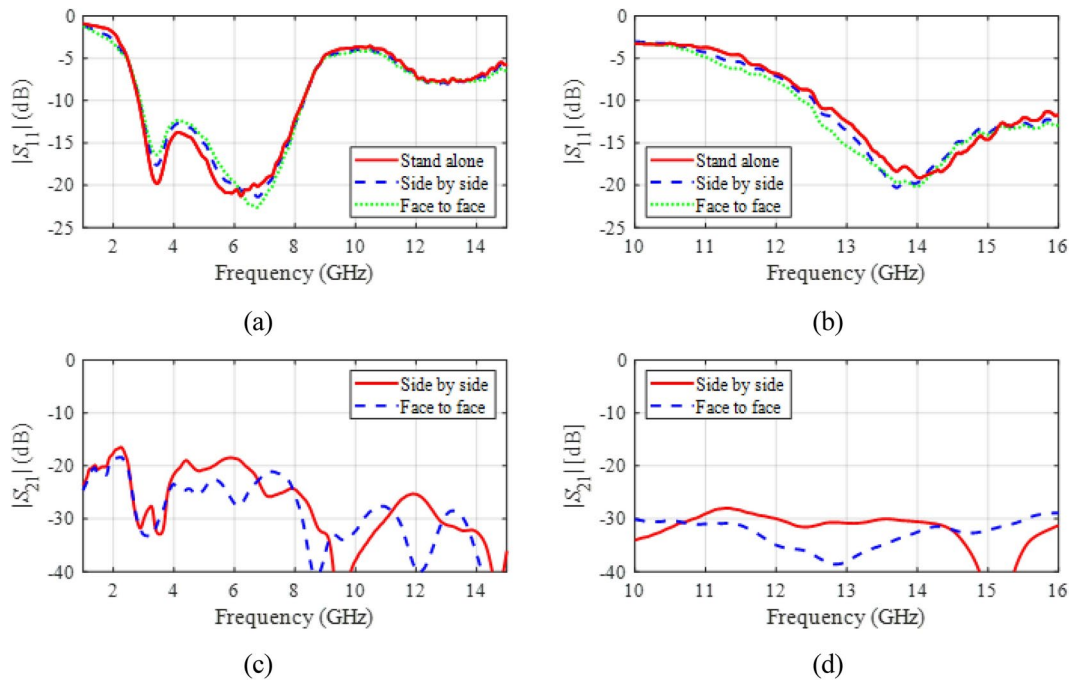 0
-5
-10
-15
-20
-25
|S11| (dB)
Stand alone
Side by side
Face to face
2 4 6 8 10 12 14
Frequency (GHz)
(a)
0
-5
-10
-15
-20
-25
|S11| (dB)
Stand alone
Side by side
Face to face
10 11 12 13 14 15 16
Frequency (GHz)
(b)
0
-10
-20
-30
-40
|S21| (dB)
Side by side
Face to face
2 4 6 8 10 12 14
Frequency (GHz)
(c)
0
-10
-20
-30
-40
|S21| [dB]
Side by side
Face to face
10 11 12 13 14 15 16
Frequency (GHz)
(d)